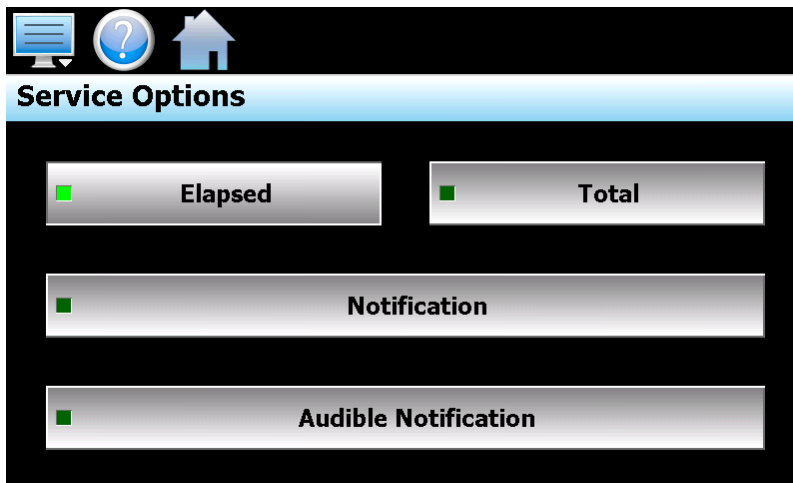 ?
Service Options
Elapsed
Total
Notification
Audible Notification